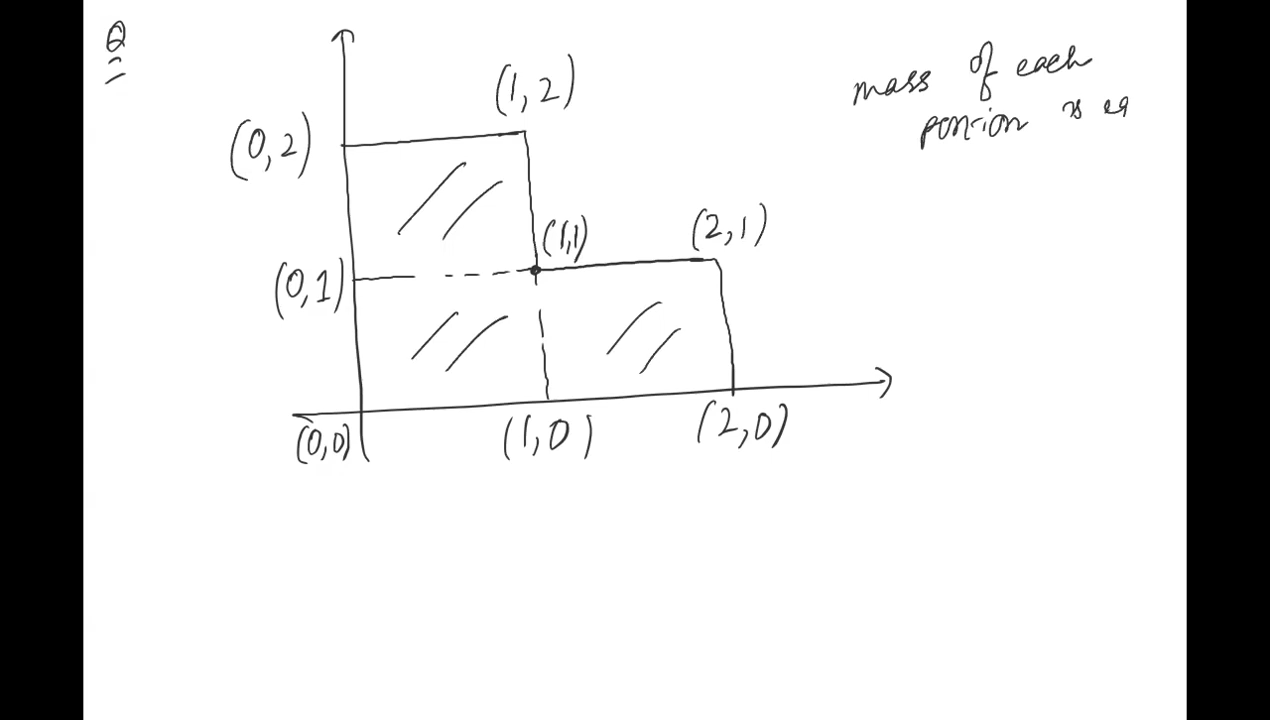 Q
mass of each
portion is
(1,2)
(0,2)
(1,1)
(2,1)
(0,1)
(0,0)
(1,0)
(2,0)